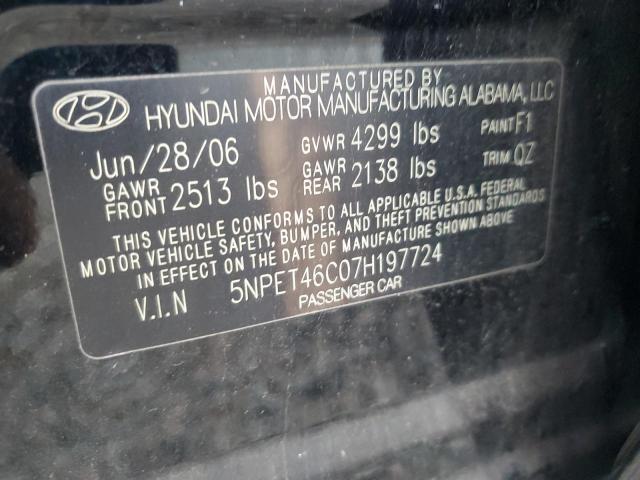 MANUFACTURED BY
HYUNDAI MOTOR MANUFACTURING ALABAMA, LLC
Jun/28/06 GVWR 4299 lbs PAINT F1
GAWR FRONT 2513 lbs GAWR REAR 2138 lbs TRIM QZ
THIS VEHICLE CONFORMS TO ALL APPLICABLE U.S.A. FEDERAL
MOTOR VEHICLE SAFETY, BUMPER, AND THEFT PREVENTION STANDARDS
IN EFFECT ON THE DATE OF MANUFACTURE SHOWN ABOVE
V.I.N 5NPET46C07H197724
PASSENGER CAR